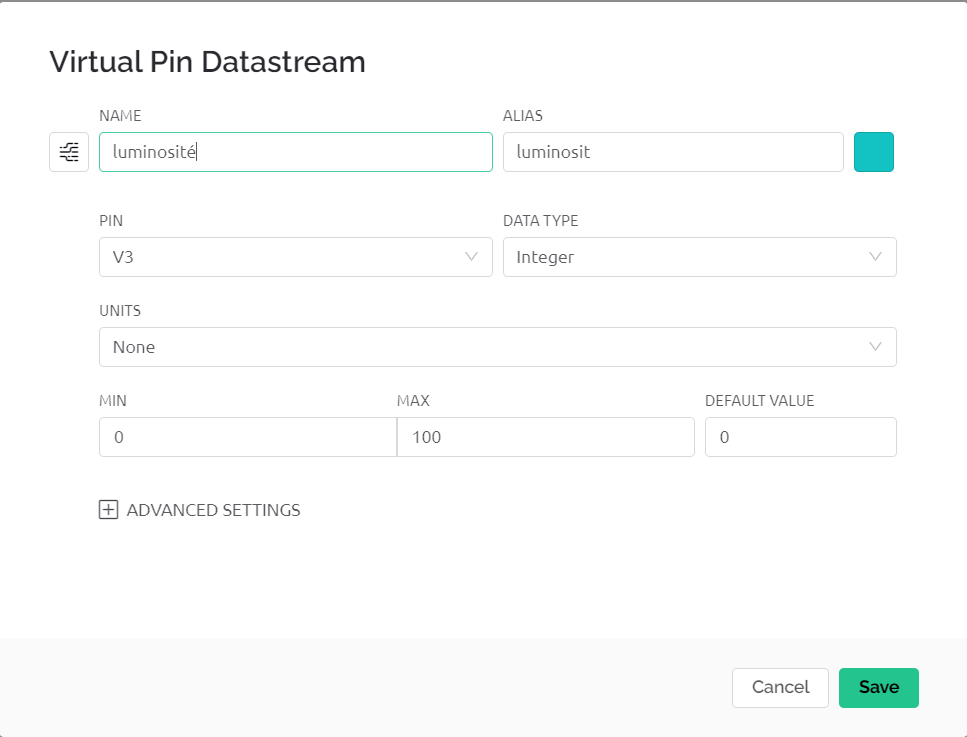 Virtual Pin Datastream
NAME
ALIAS
luminosité
luminosit
PIN
DATA TYPE
V3
Integer
UNITS
None
MIN
MAX
DEFAULT VALUE
0
100
0
ADVANCED SETTINGS
Cancel
Save